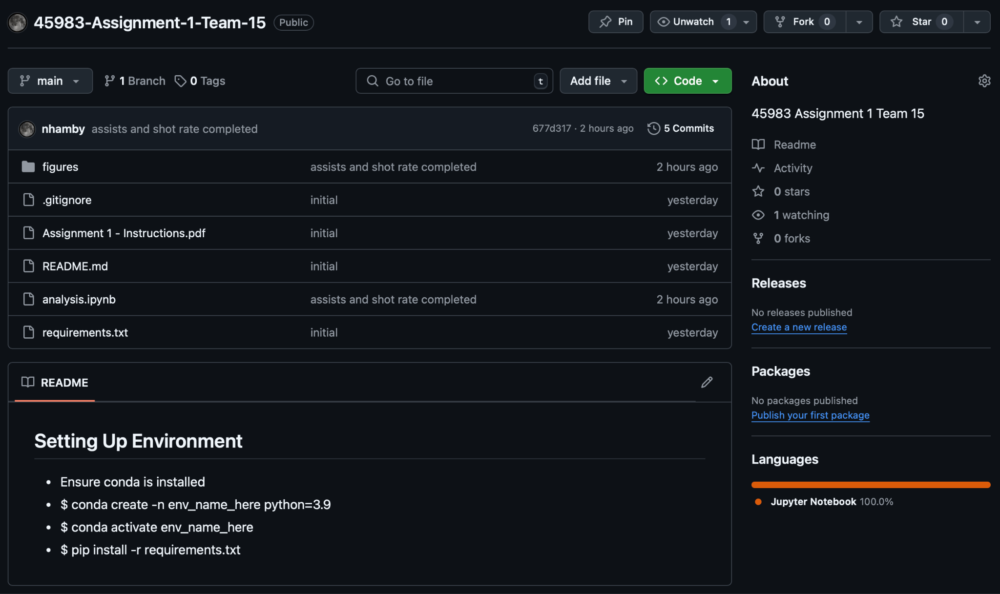 45983-Assignment-1-Team-15 Public Pin Unwatch 1 Fork 0 Star 0
main 1 Branch 0 Tags Go to file t Add file Code
nhamby assists and shot rate completed 677d317 · 2 hours ago 5 Commits
figures assists and shot rate completed 2 hours ago
.gitignore initial yesterday
Assignment 1 - Instructions.pdf initial yesterday
README.md initial yesterday
analysis.ipynb assists and shot rate completed 2 hours ago
requirements.txt initial yesterday
README
Setting Up Environment
• Ensure conda is installed
• $ conda create -n env_name_here python=3.9
• $ conda activate env_name_here
• $ pip install -r requirements.txt
About
45983 Assignment 1 Team 15
Readme
Activity
0 stars
1 watching
0 forks
Releases
No releases published
Create a new release
Packages
No packages published
Publish your first package
Languages
Jupyter Notebook 100.0%